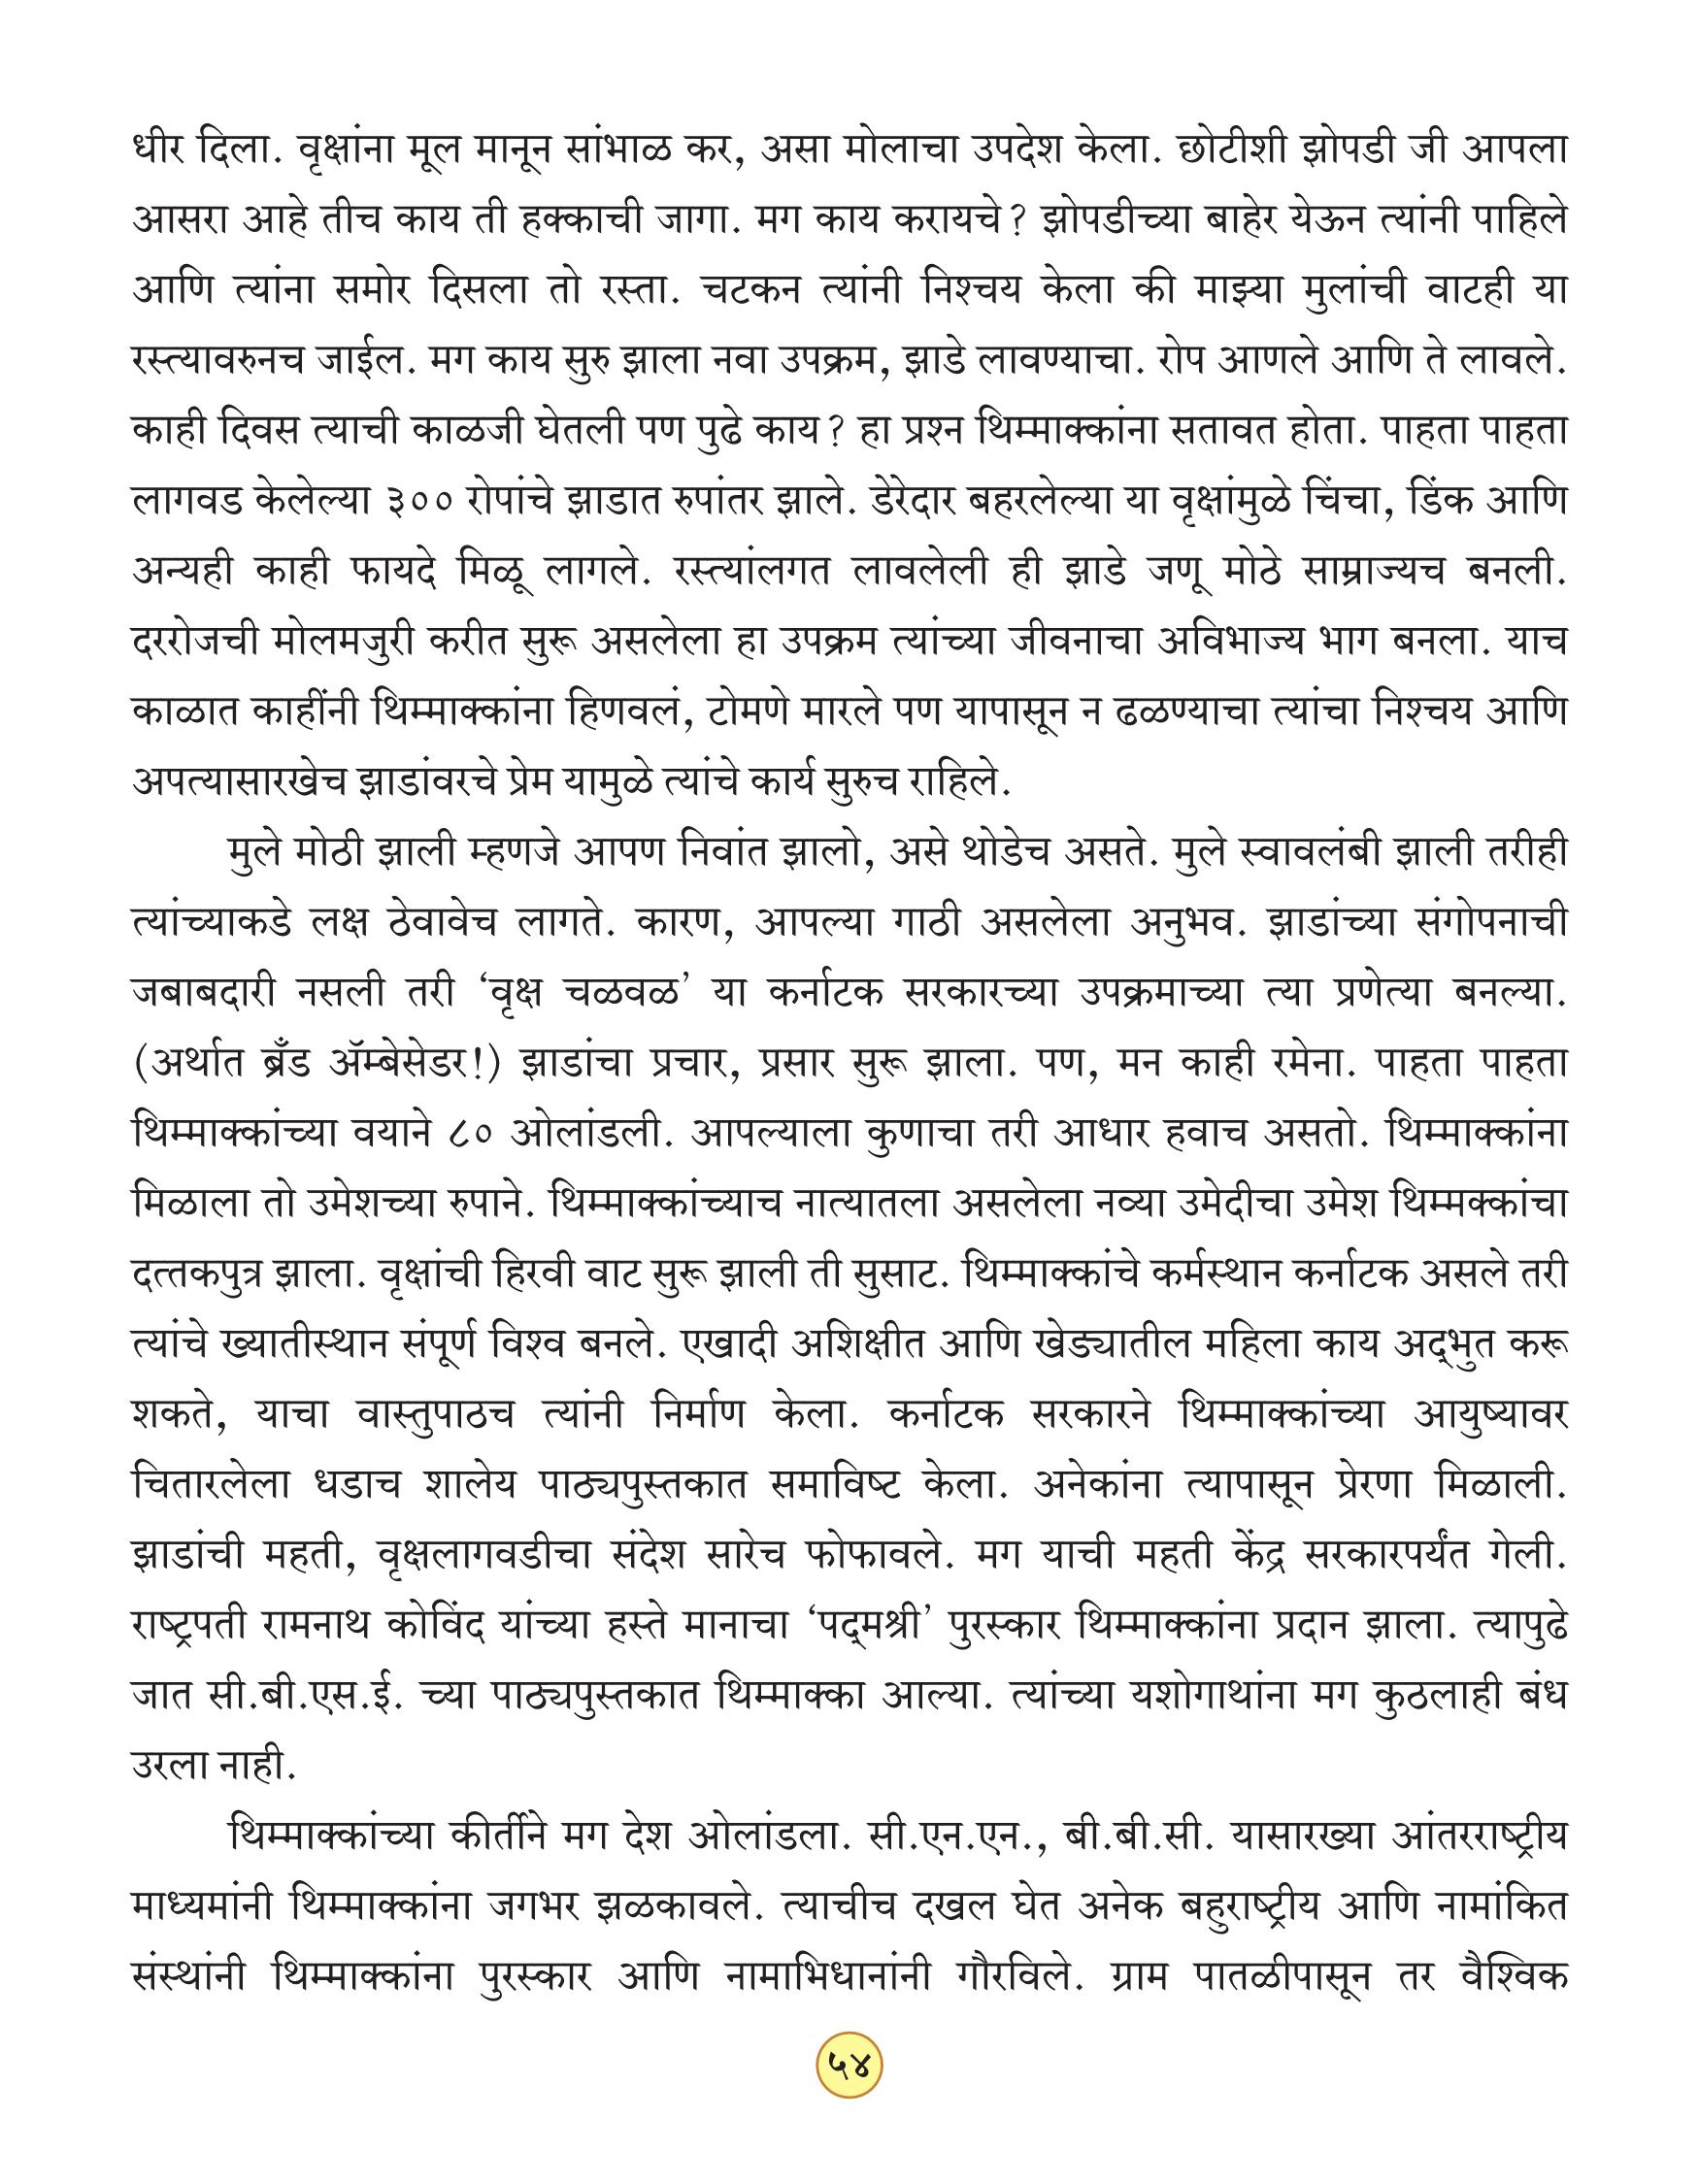 धीर दिला. वृक्षांना मूल मानून सांभाळ कर, असा मोलाचा उपदेश केला. छोटीशी झोपडी जी आपला
आसरा आहे तीच काय ती हक्काची जागा. मग काय करायचे? झोपडीच्या बाहेर येऊन त्यांनी पाहिले
आणि त्यांना समोर दिसला तो रस्ता. चटकन त्यांनी निश्चय केला की माझ्या मुलांची वाटही या
रस्त्यावरुनच जाईल. मग काय सुरु झाला नवा उपक्रम, झाडे लावण्याचा. रोप आणले आणि ते लावले.
काही दिवस त्याची काळजी घेतली पण पुढे काय? हा प्रश्न थिम्माक्कांना सतावत होता. पाहता पाहता
लागवड केलेल्या ३०० रोपांचे झाडात रुपांतर झाले. डेरेदार बहरलेल्या या वृक्षांमुळे चिंचा, डिंक आणि
अन्यही काही फायदे मिळू लागले. रस्त्यांलगत लावलेली ही झाडे जणू मोठे साम्राज्यच बनली.
दररोजची मोलमजुरी करीत सुरू असलेला हा उपक्रम त्यांच्या जीवनाचा अविभाज्य भाग बनला. याच
काळात काहींनी थिम्माक्कांना हिणवलं, टोमणे मारले पण यापासून न ढळण्याचा त्यांचा निश्चय आणि
अपत्यासारखेच झाडांवरचे प्रेम यामुळे त्यांचे कार्य सुरुच राहिले.
मुले मोठी झाली म्हणजे आपण निवांत झालो, असे थोडेच असते. मुले स्वावलंबी झाली तरीही
त्यांच्याकडे लक्ष ठेवावेच लागते. कारण, आपल्या गाठी असलेला अनुभव. झाडांच्या संगोपनाची
जबाबदारी नसली तरी ‘वृक्ष चळवळ’ या कर्नाटक सरकारच्या उपक्रमाच्या त्या प्रणेत्या बनल्या.
(अर्थात ब्रँड ॲम्बेसेडर!) झाडांचा प्रचार, प्रसार सुरू झाला. पण, मन काही रमेना. पाहता पाहता
थिम्माक्कांच्या वयाने ८० ओलांडली. आपल्याला कुणाचा तरी आधार हवाच असतो. थिम्माक्कांना
मिळाला तो उमेशच्या रुपाने. थिम्माक्कांच्याच नात्यातला असलेला नव्या उमेदीचा उमेश थिम्मक्कांचा
दत्तकपुत्र झाला. वृक्षांची हिरवी वाट सुरू झाली ती सुसाट. थिम्माक्कांचे कर्मस्थान कर्नाटक असले तरी
त्यांचे ख्यातीस्थान संपूर्ण विश्व बनले. एखादी अशिक्षीत आणि खेड्यातील महिला काय अद्‌भुत करू
शकते, याचा वास्तुपाठच त्यांनी निर्माण केला. कर्नाटक सरकारने थिम्माक्कांच्या आयुष्यावर
चितारलेला धडाच शालेय पाठ्यपुस्तकात समाविष्ट केला. अनेकांना त्यापासून प्रेरणा मिळाली.
झाडांची महती, वृक्षलागवडीचा संदेश सारेच फोफावले. मग याची महती केंद्र सरकारपर्यंत गेली.
राष्ट्रपती रामनाथ कोविंद यांच्या हस्ते मानाचा ‘पद्‌मश्री’ पुरस्कार थिम्माक्कांना प्रदान झाला. त्यापुढे
जात सी.बी.एस.ई. च्या पाठ्यपुस्तकात थिम्माक्का आल्या. त्यांच्या यशोगाथांना मग कुठलाही बंध
उरला नाही.
थिम्माक्कांच्या कीर्तीने मग देश ओलांडला. सी.एन.एन., बी.बी.सी. यासारख्या आंतरराष्ट्रीय
माध्यमांनी थिम्माक्कांना जगभर झळकावले. त्याचीच दखल घेत अनेक बहुराष्ट्रीय आणि नामांकित
संस्थांनी थिम्माक्कांना पुरस्कार आणि नामाभिधानांनी गौरविले. ग्राम पातळीपासून तर वैश्विक
५४